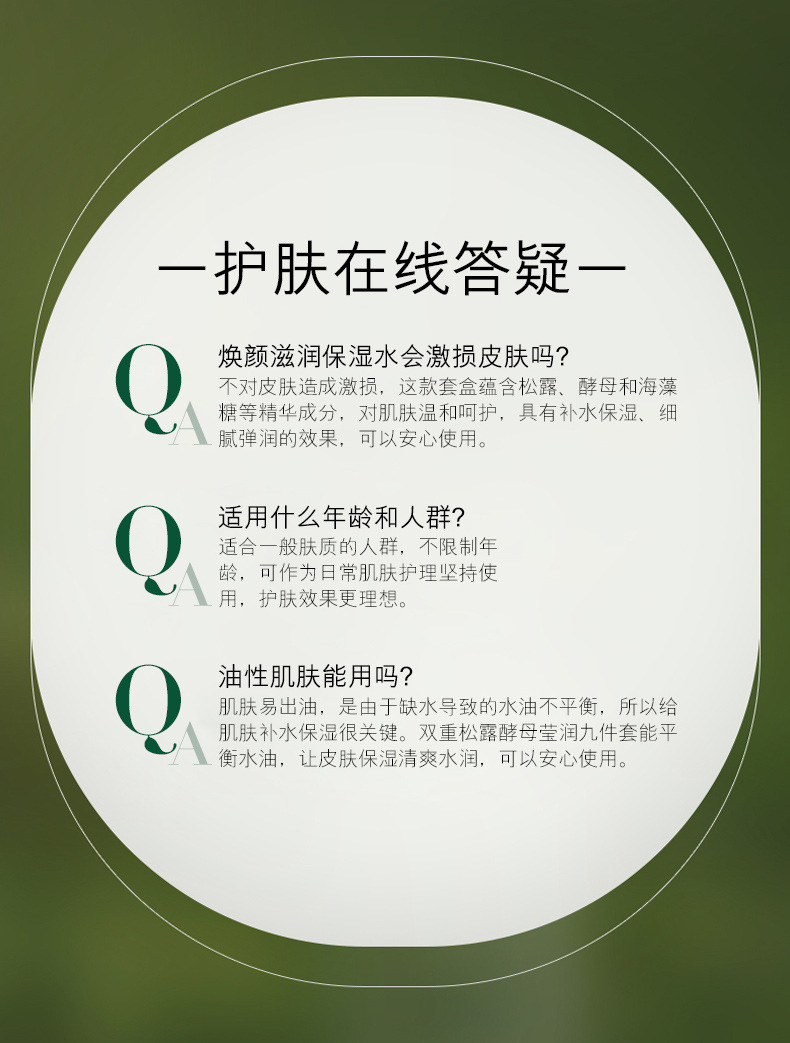 一护肤在线答疑一
QA
焕颜滋润保湿水会激损皮肤吗?
不对皮肤造成激损，这款套盒蕴含松露、酵母和海藻
糖等精华成分，对肌肤温和呵护，具有补水保湿、细
腻弹润的效果，可以安心使用。
QA
适用什么年龄和人群?
适合一般肤质的人群，不限制年
龄，可作为日常肌肤护理坚持使
用，护肤效果更理想。
QA
油性肌肤能用吗?
肌肤易出油，是由于缺水导致的水油不平衡，所以给
肌肤补水保湿很关键。双重松露酵母莹润九件套能平
衡水油，让皮肤保湿清爽水润，可以安心使用。